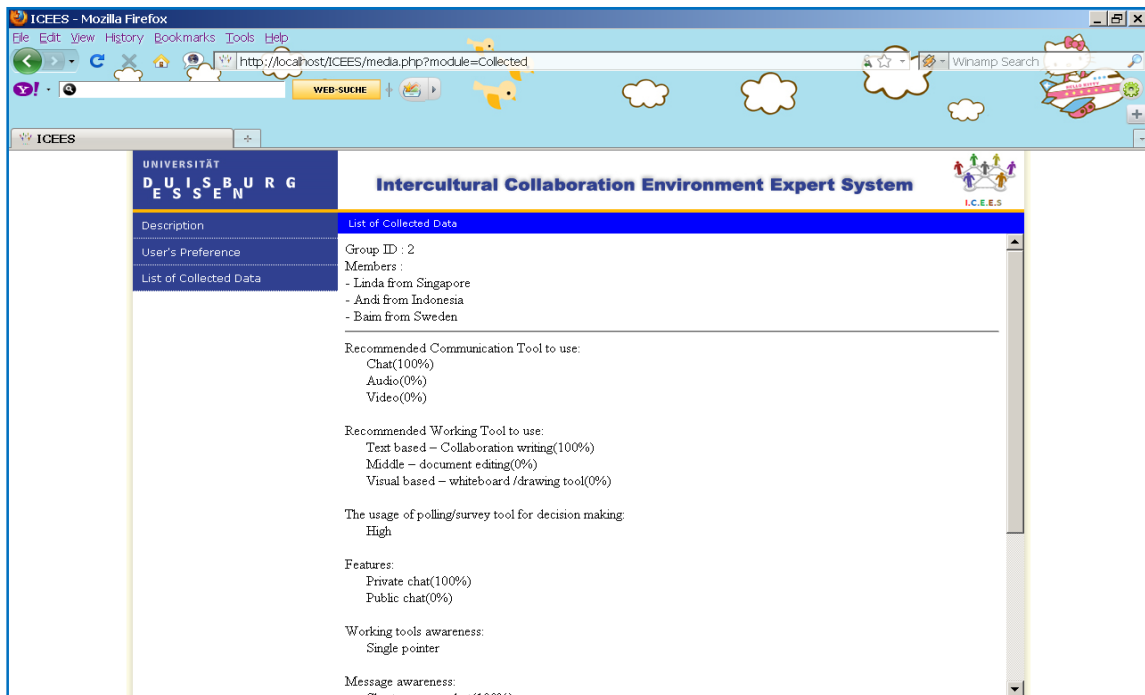 ICEES - Mozilla Firefox
File Edit View History Bookmarks Tools Help
http://localhost/ICEES/media.php?module=Collected
Winamp Search
Y! WEB-SUCHE
HELLO KITTY
ICEES
UNIVERSITÄT
DUISBURG
ESSEN
Intercultural Collaboration Environment Expert System
I.C.E.E.S
Description
User's Preference
List of Collected Data
List of Collected Data
Group ID : 2
Members :
- Linda from Singapore
- Andi from Indonesia
- Baim from Sweden
Recommended Communication Tool to use:
Chat(100%)
Audio(0%)
Video(0%)
Recommended Working Tool to use:
Text based – Collaboration writing(100%)
Middle – document editing(0%)
Visual based – whiteboard /drawing tool(0%)
The usage of polling/survey tool for decision making:
High
Features:
Private chat(100%)
Public chat(0%)
Working tools awareness:
Single pointer
Message awareness: